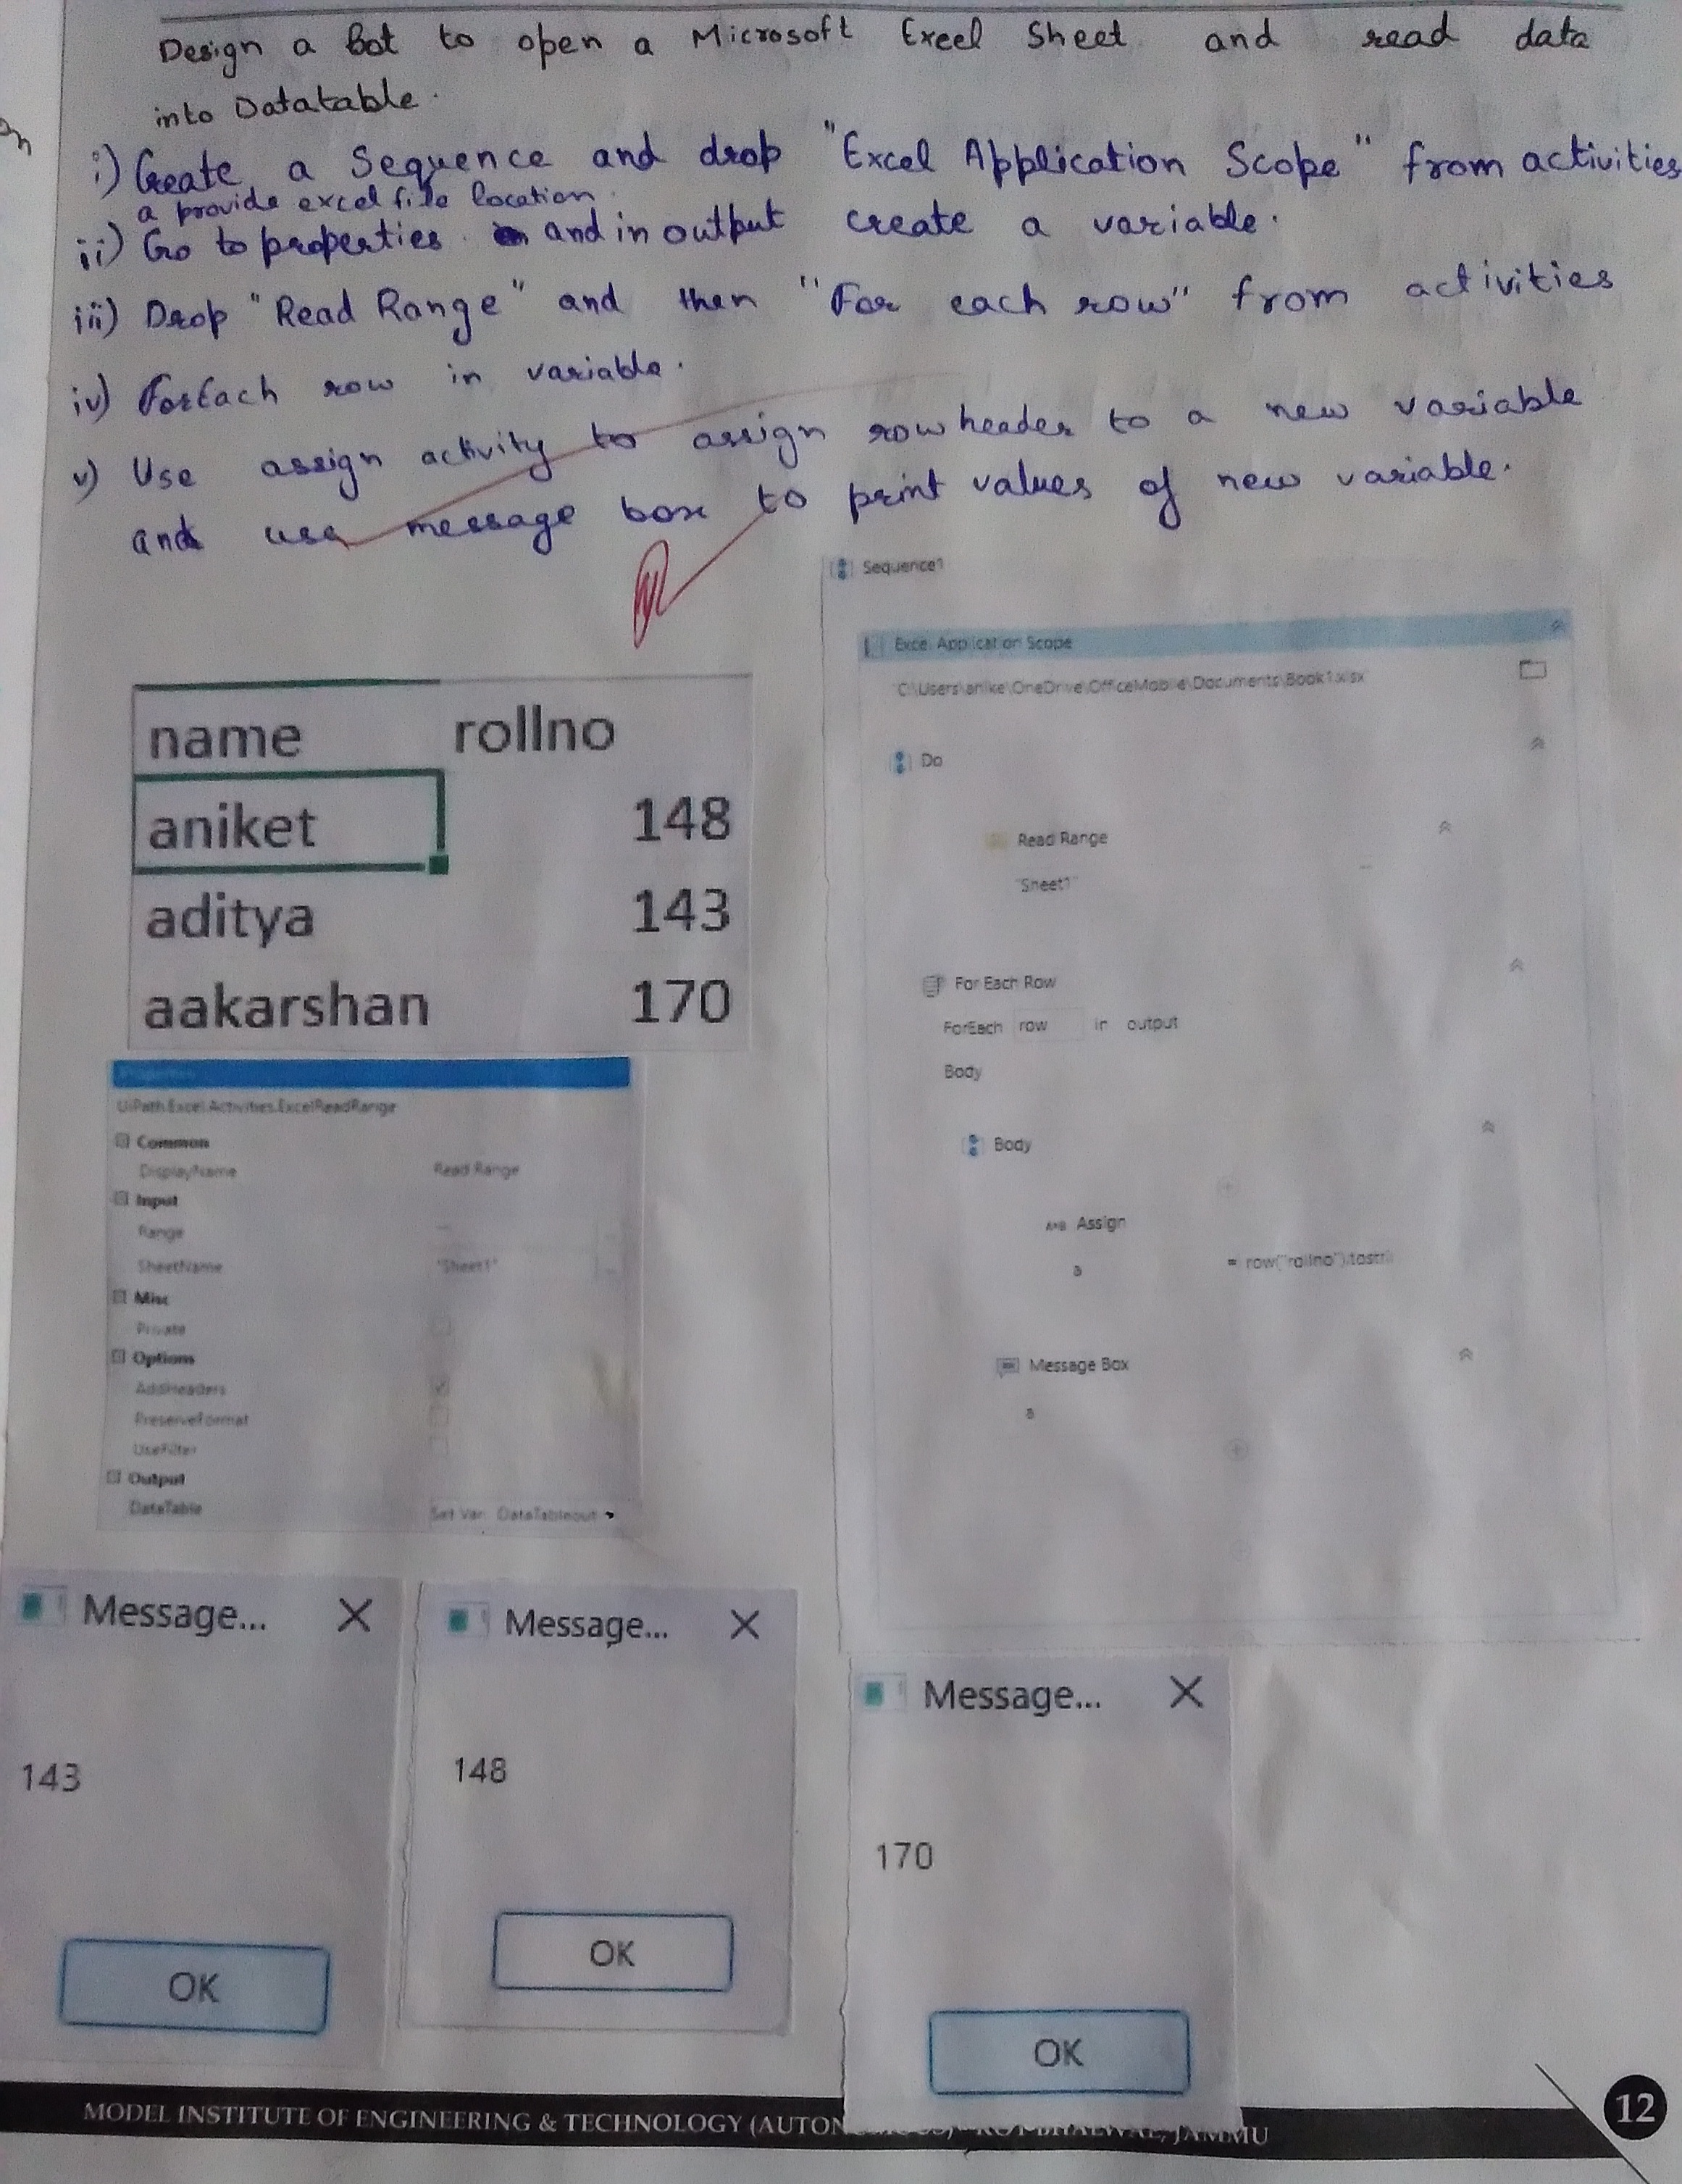 Design a Bot to open a Microsoft Excel Sheet and read data
into Datatable.
i) Create a Sequence and drop "Excel Application Scope" from activities
a provide excel file location.
ii) Go to properties and in output create a variable.
iii) Drop "Read Range" and then "For each row" from activities
iv) ForEach row in variable.
v) Use assign activity to assign row header to a new variable
and use message box to print values of new variable.
Sequence1
Excel Application Scope
"C:\Users\anike\OneDrive\OfficeMobile\Documents\Book1.xlsx
Do
Read Range
"Sheet1"
For Each Row
ForEach row in output
Body
Body
A+B Assign
a = row("rollno").tostri
Message Box
a
name rollno
aniket 148
aditya 143
aakarshan 170
Properties
UiPath.Excel.Activities.ExcelReadRange
Common
DisplayName Read Range
Input
Range ""
SheetName "Sheet1"
Misc
Private
Options
AddHeaders
PreserveFormat
UseFilter
Output
DataTable Set Var: DataTableout
Message... X
143
OK
Message... X
148
OK
Message... X
170
OK
MODEL INSTITUTE OF ENGINEERING & TECHNOLOGY (AUTON JAMMU
12